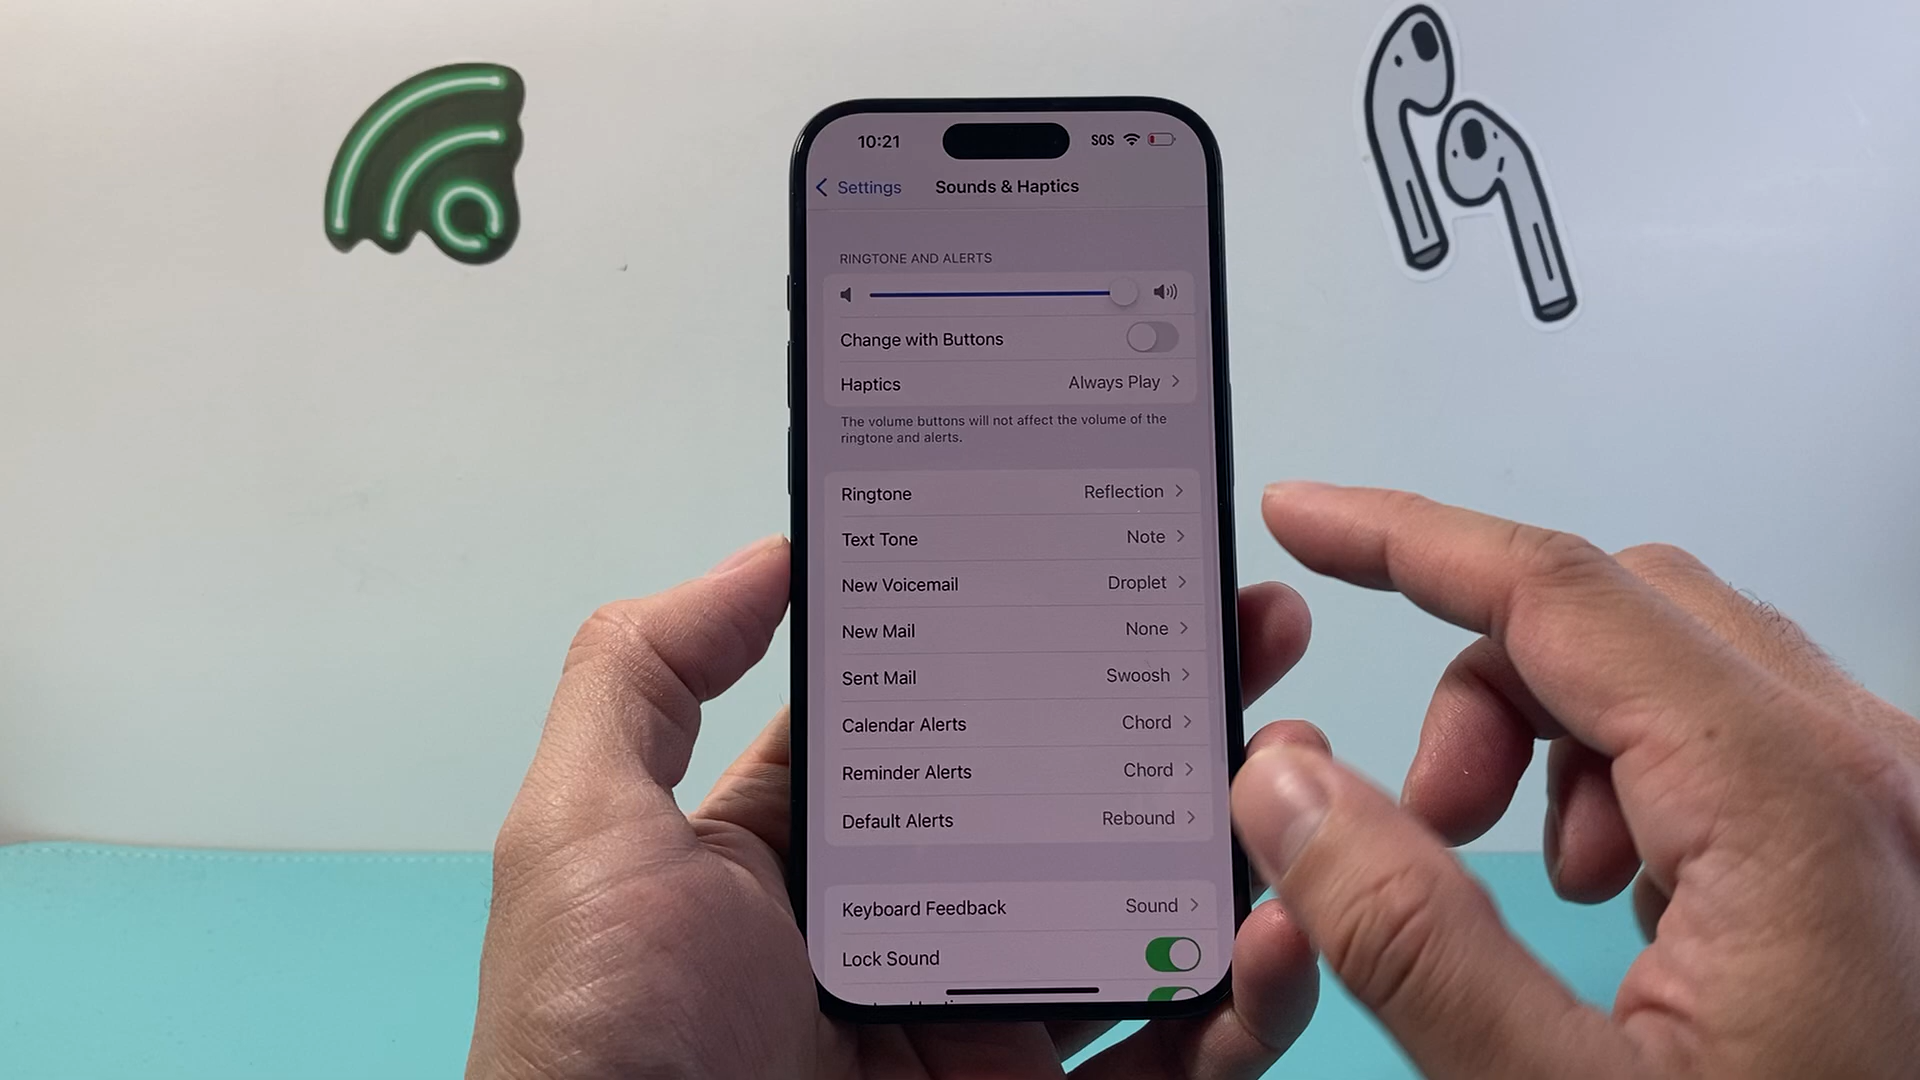 10:21 SOS
Settings Sounds & Haptics
RINGTONE AND ALERTS
Change with Buttons
Haptics Always Play
The volume buttons will not affect the volume of the
ringtone and alerts.
Ringtone Reflection
Text Tone Note
New Voicemail Droplet
New Mail None
Sent Mail Swoosh
Calendar Alerts Chord
Reminder Alerts Chord
Default Alerts Rebound
Keyboard Feedback Sound
Lock Sound